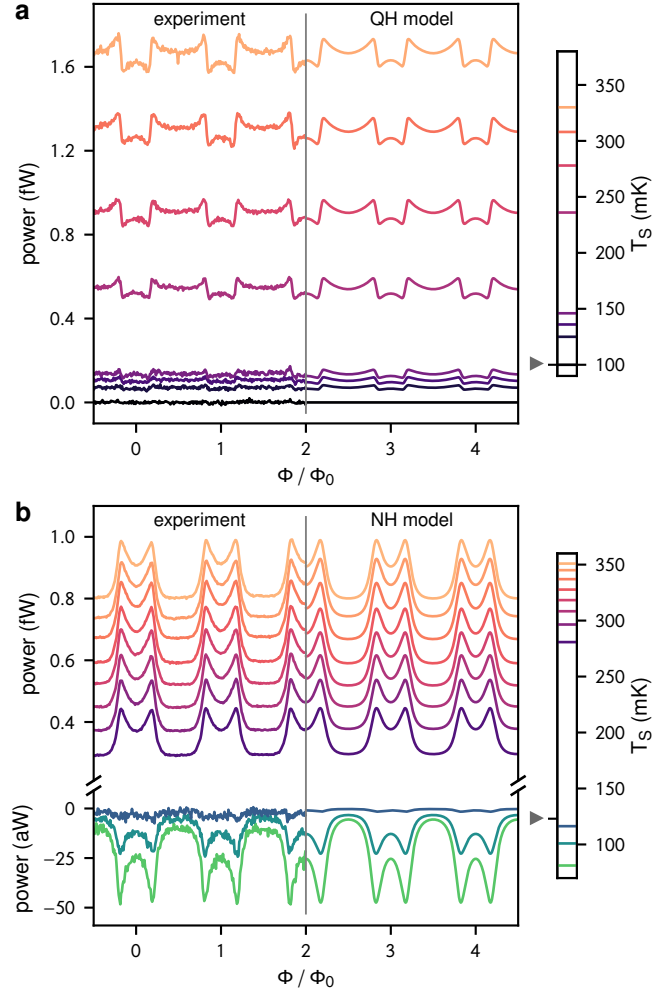 a
experiment QH model
1.6
1.2
0.8
0.4
0.0
power (fW)
0 1 2 3 4
Φ / Φ0
350
300
250
200
150
100
TS (mK)
b
experiment NH model
1.0
0.8
0.6
0.4
power (fW)
0
−25
−50
power (aW)
0 1 2 3 4
Φ / Φ0
350
300
250
200
150
100
TS (mK)